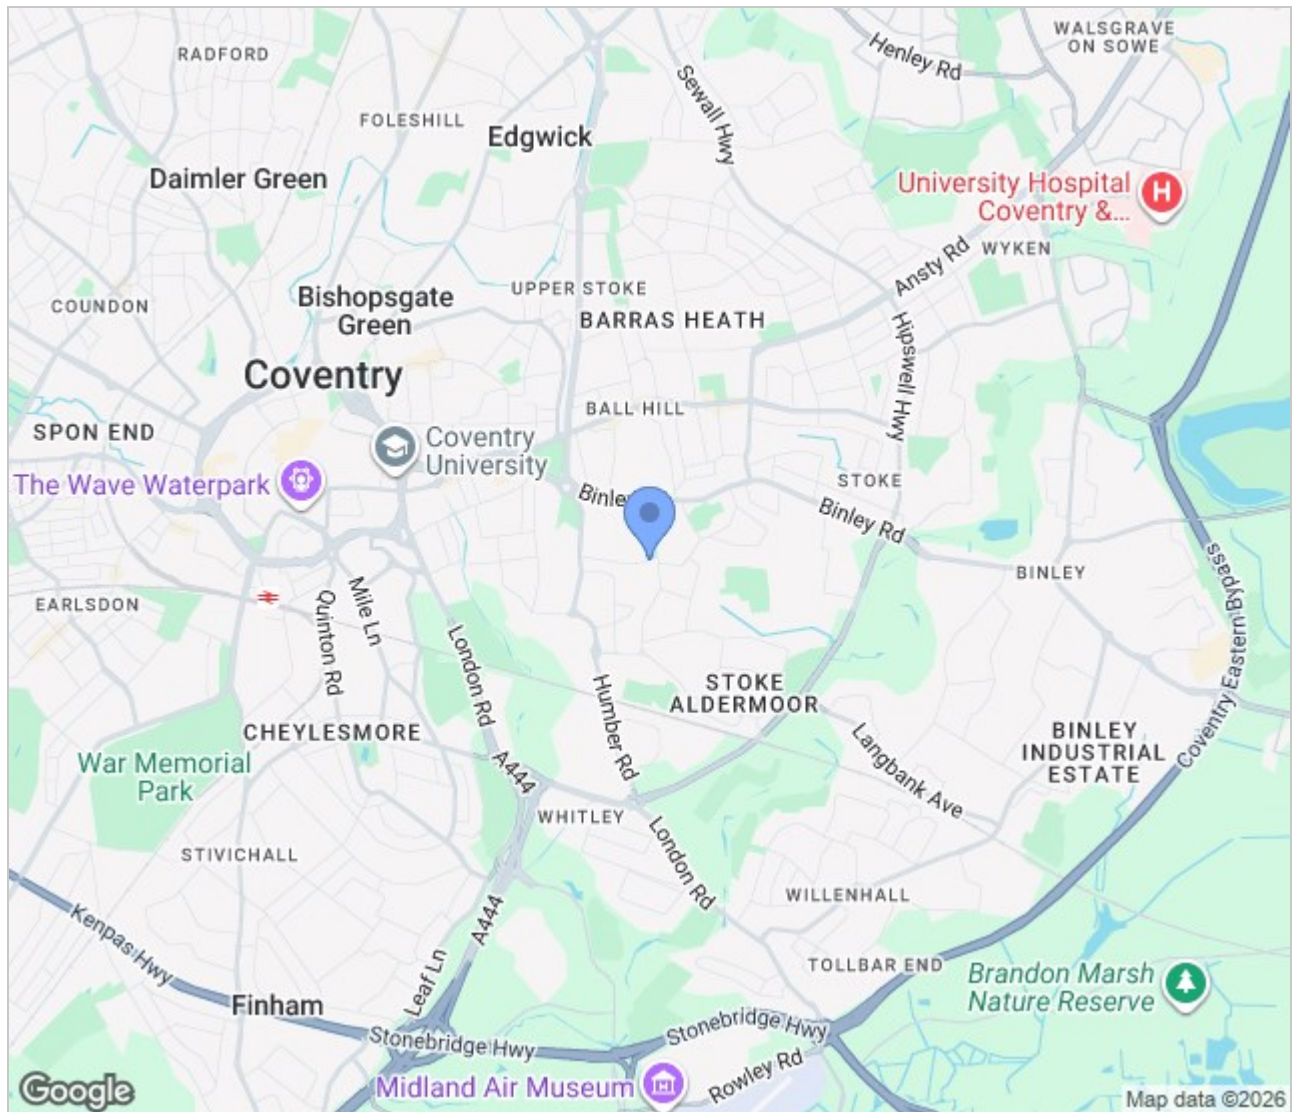 RADFORD
WALSGRAVE
ON SOWE
Henley Rd
Sewall Hwy
FOLESHILL
Edgwick
Daimler Green
University Hospital
Coventry &...
H
WYKEN
Ansty Rd
UPPER STOKE
Bishopsgate
Green
COUNDON
BARRAS HEATH
Hipswell Hwy
Coventry
BALL HILL
SPON END
Coventry
University
The Wave Waterpark
STOKE
Binley
Binley Rd
BINLEY
Coventry Eastern Bypass
EARLSDON
Mile Ln
Quinton Rd
London Rd
Humber Rd
STOKE
ALDERMOOR
CHEYLESMORE
Langbank Ave
BINLEY
INDUSTRIAL
ESTATE
War Memorial
Park
A444
WHITLEY
London Rd
STIVICHALL
WILLENHALL
A444
Kenpas Hwy
Leaf Ln
TOLLBAR END
Brandon Marsh
Nature Reserve
Finham
Stonebridge Hwy
Stonebridge Hwy
Rowley Rd
Midland Air Museum
Google
Map data ©2026